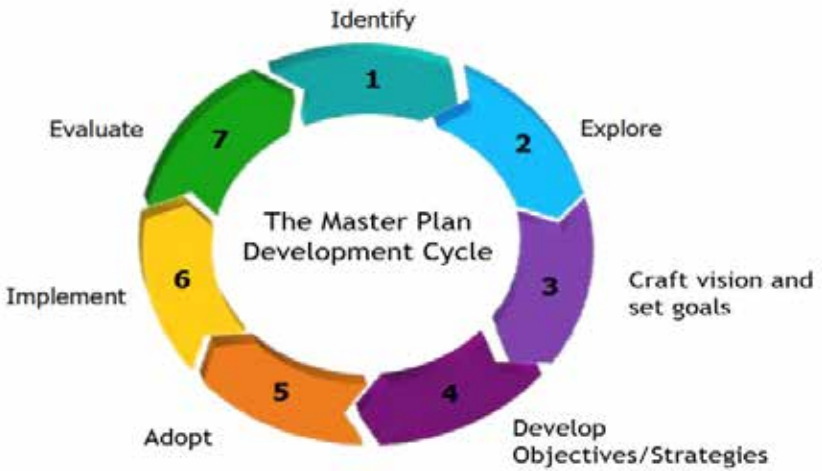 Identify
1
2
Explore
3
Craft vision and
set goals
4
Develop
Objectives/Strategies
5
Adopt
6
Implement
7
Evaluate
The Master Plan
Development Cycle